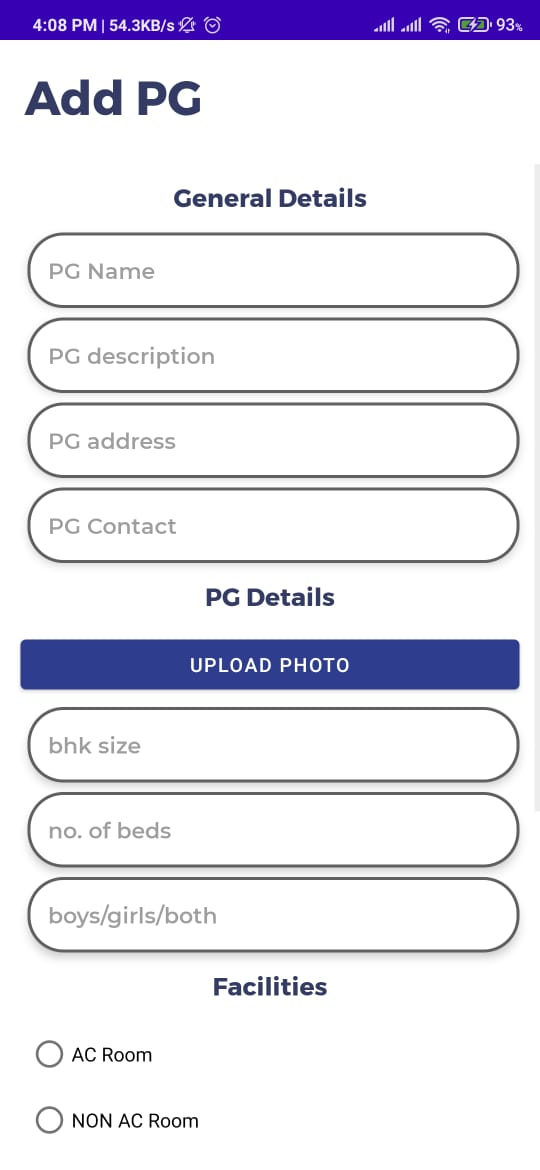 4:08 PM | 54.3KB/s 93%
Add PG
General Details
PG Name
PG description
PG address
PG Contact
PG Details
UPLOAD PHOTO
bhk size
no. of beds
boys/girls/both
Facilities
AC Room
NON AC Room